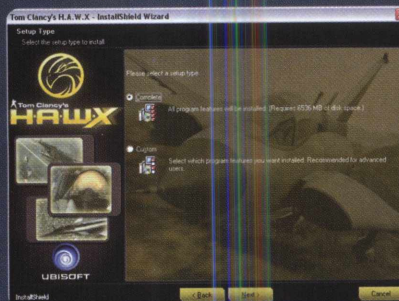 Tom Clancy's H.A.W.X - InstallShield Wizard
Setup Type
Select the setup type to install.
Please select a setup type.
Complete
All program features will be installed. (Requires 6536 MB of disk space.)
Custom
Select which program features you want installed. Recommended for advanced
users.
Tom Clancy's
H.A.W.X
UBISOFT
InstallShield
< Back
Next >
Cancel